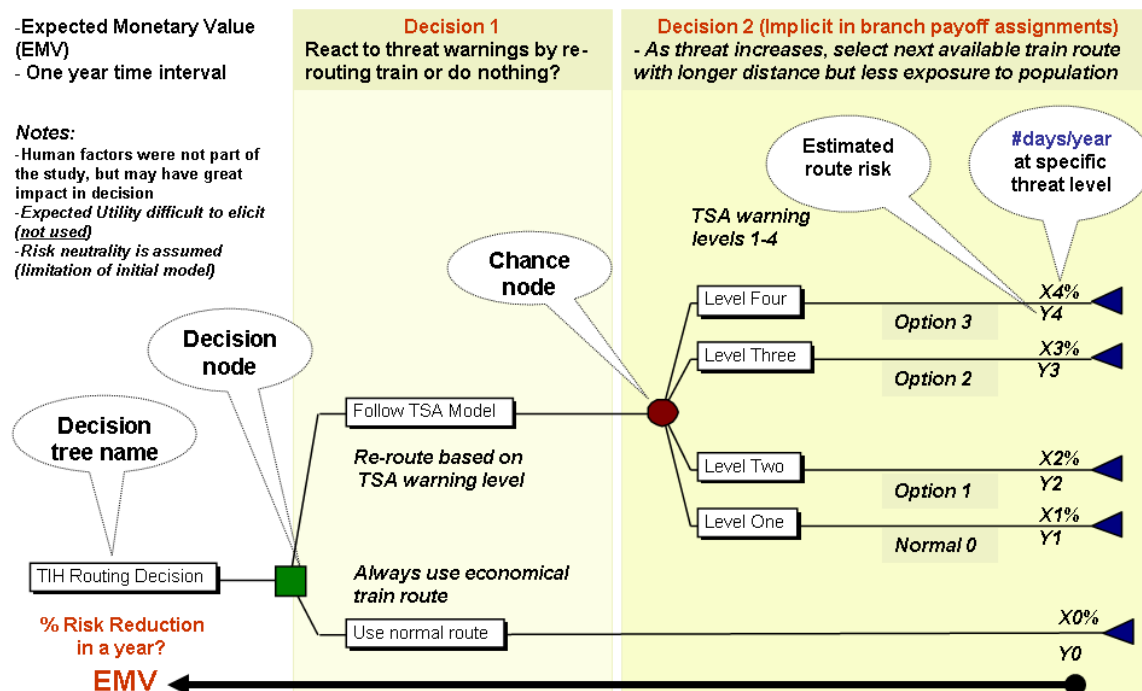 -Expected Monetary Value
(EMV)
- One year time interval
Notes:
-Human factors were not part of
the study, but may have great
impact in decision
-Expected Utility difficult to elicit
(not used)
-Risk neutrality is assumed
(limitation of initial model)
Decision 1
React to threat warnings by re-
routing train or do nothing?
Decision 2 (Implicit in branch payoff assignments)
- As threat increases, select next available train route
with longer distance but less exposure to population
Estimated
route risk
#days/year
at specific
threat level
TSA warning
levels 1-4
Chance
node
Decision
node
Decision
tree name
Level Four
Option 3
X4%
Y4
Level Three
Option 2
X3%
Y3
Follow TSA Model
Re-route based on
TSA warning level
Level Two
Option 1
X2%
Y2
Level One
Normal 0
X1%
Y1
TIH Routing Decision
Always use economical
train route
Use normal route
X0%
Y0
% Risk Reduction
in a year?
EMV